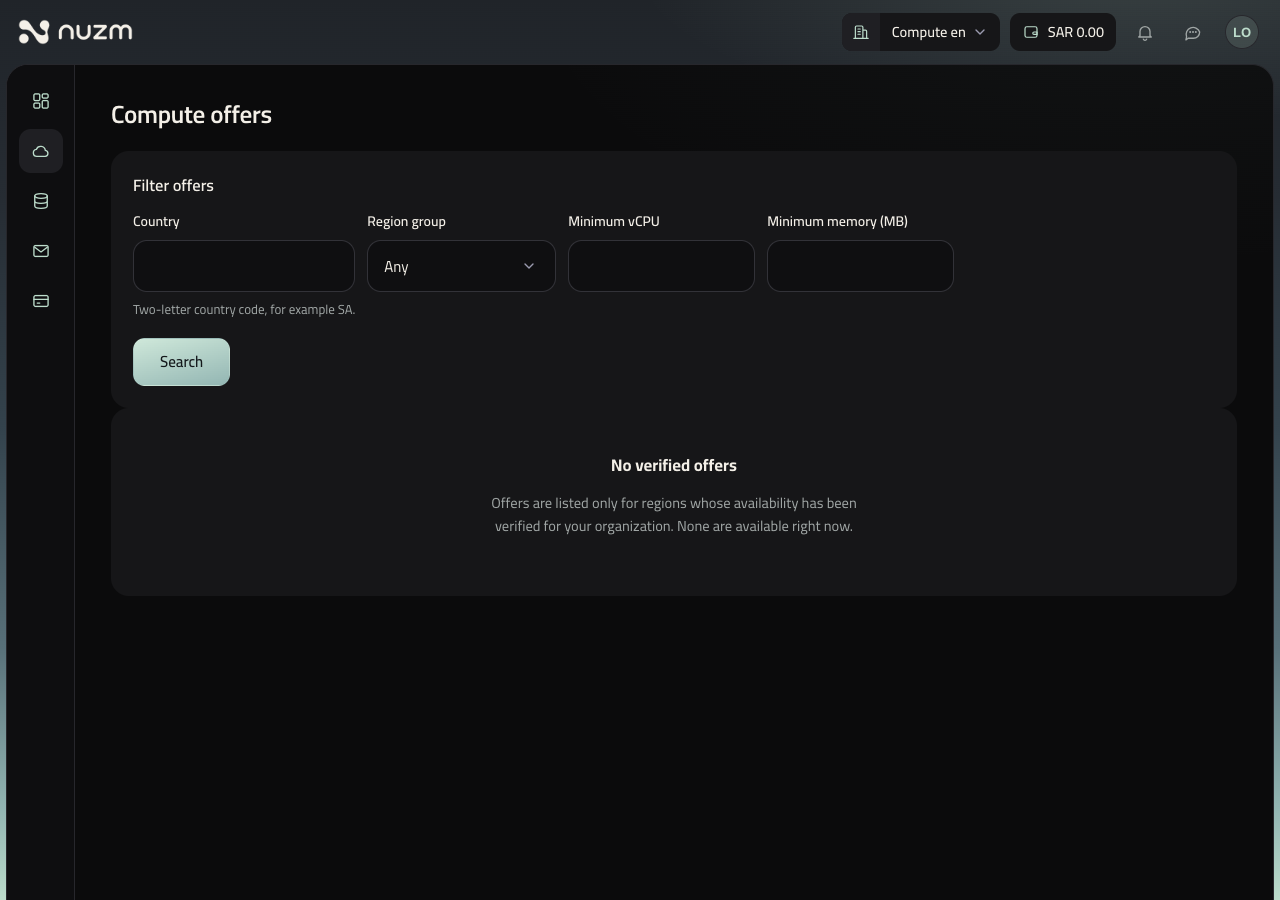 nuzm
Compute en
SAR 0.00
LO
Compute offers
Filter offers
Country
Region group
Minimum vCPU
Minimum memory (MB)
Any
Two-letter country code, for example SA.
Search
No verified offers
Offers are listed only for regions whose availability has been
verified for your organization. None are available right now.